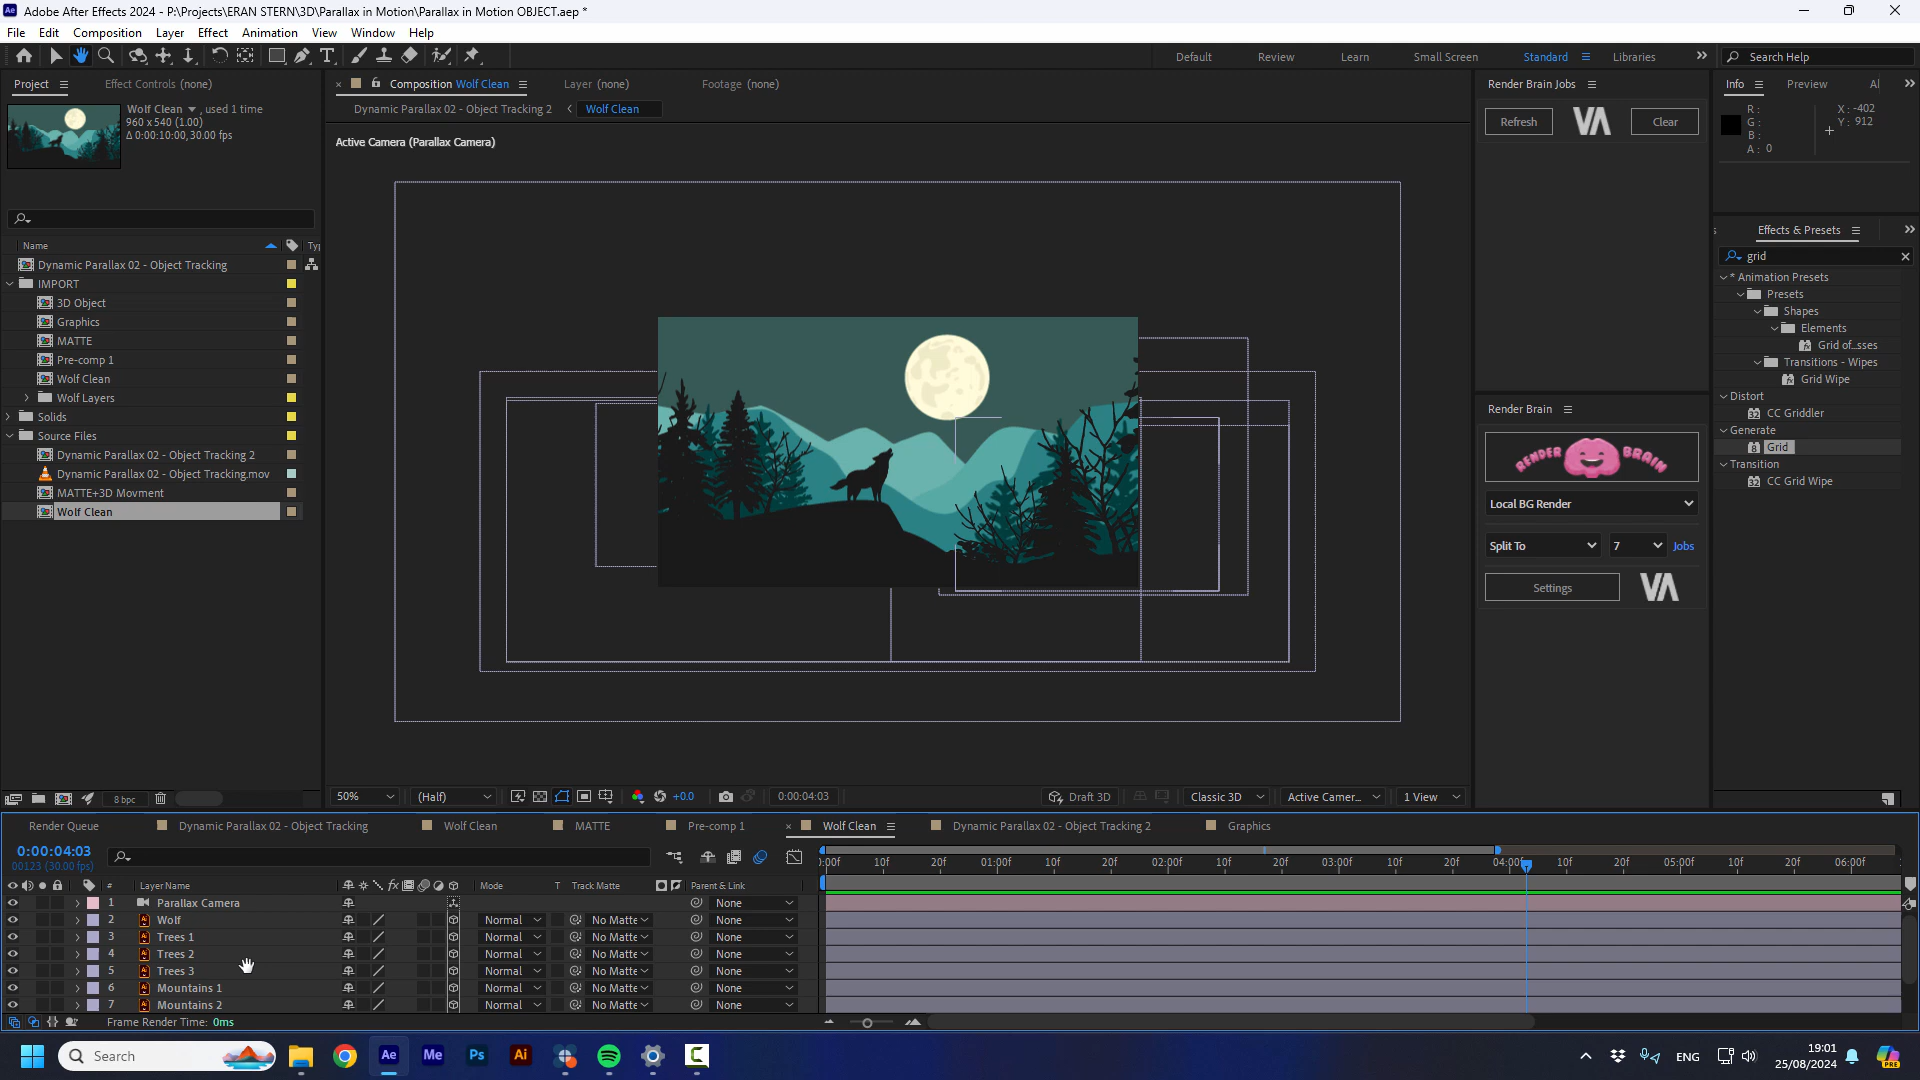 Adobe After Effects 2024 - P:\Projects\ERAN STERN\3D\Parallax in Motion\Parallax in Motion OBJECT.aep *
File Edit Composition Layer Effect Animation View Window Help
Default Review Learn Small Screen Standard Libraries Search Help
Project Effect Controls (none)
Wolf Clean , used 1 time
960 x 540 (1.00)
Δ 0:00:10:00, 30.00 fps
Name Typ
Dynamic Parallax 02 - Object Tracking
IMPORT
3D Object
Graphics
MATTE
Pre-comp 1
Wolf Clean
Wolf Layers
Solids
Source Files
Dynamic Parallax 02 - Object Tracking 2
Dynamic Parallax 02 - Object Tracking.mov
MATTE+3D Movment
Wolf Clean
8 bpc
Composition Wolf Clean Layer (none) Footage (none)
Dynamic Parallax 02 - Object Tracking 2 Wolf Clean
Active Camera (Parallax Camera)
50% (Half) +0.0 0:00:04:03 Draft 3D Classic 3D Active Camer... 1 View
Render Brain Jobs
Refresh VA Clear
Render Brain
RENDER BRAIN
Local BG Render
Split To 7 Jobs
Settings VA
Info Preview Al
R:
G:
B:
A: 0
X: -402
Y: 912
Effects & Presets
grid
* Animation Presets
Presets
Shapes
Elements
Grid of...sses
Transitions - Wipes
Grid Wipe
Distort
CC Griddler
Generate
Grid
Transition
CC Grid Wipe
Render Queue Dynamic Parallax 02 - Object Tracking Wolf Clean MATTE Pre-comp 1 Wolf Clean Dynamic Parallax 02 - Object Tracking 2 Graphics
0:00:04:03
00123 (30.00 fps)
):00f 10f 20f 01:00f 10f 20f 02:00f 10f 20f 03:00f 10f 20f 04:00f 10f 20f 05:00f 10f 20f 06:00f
# Layer Name fx Mode T Track Matte Parent & Link
1 Parallax Camera None
2 Wolf Normal No Matte None
3 Trees 1 Normal No Matte None
4 Trees 2 Normal No Matte None
5 Trees 3 Normal No Matte None
6 Mountains 1 Normal No Matte None
7 Mountains 2 Normal No Matte None
Frame Render Time: 0ms
Search Ae Me Ps Ai ENG 19:01
25/08/2024